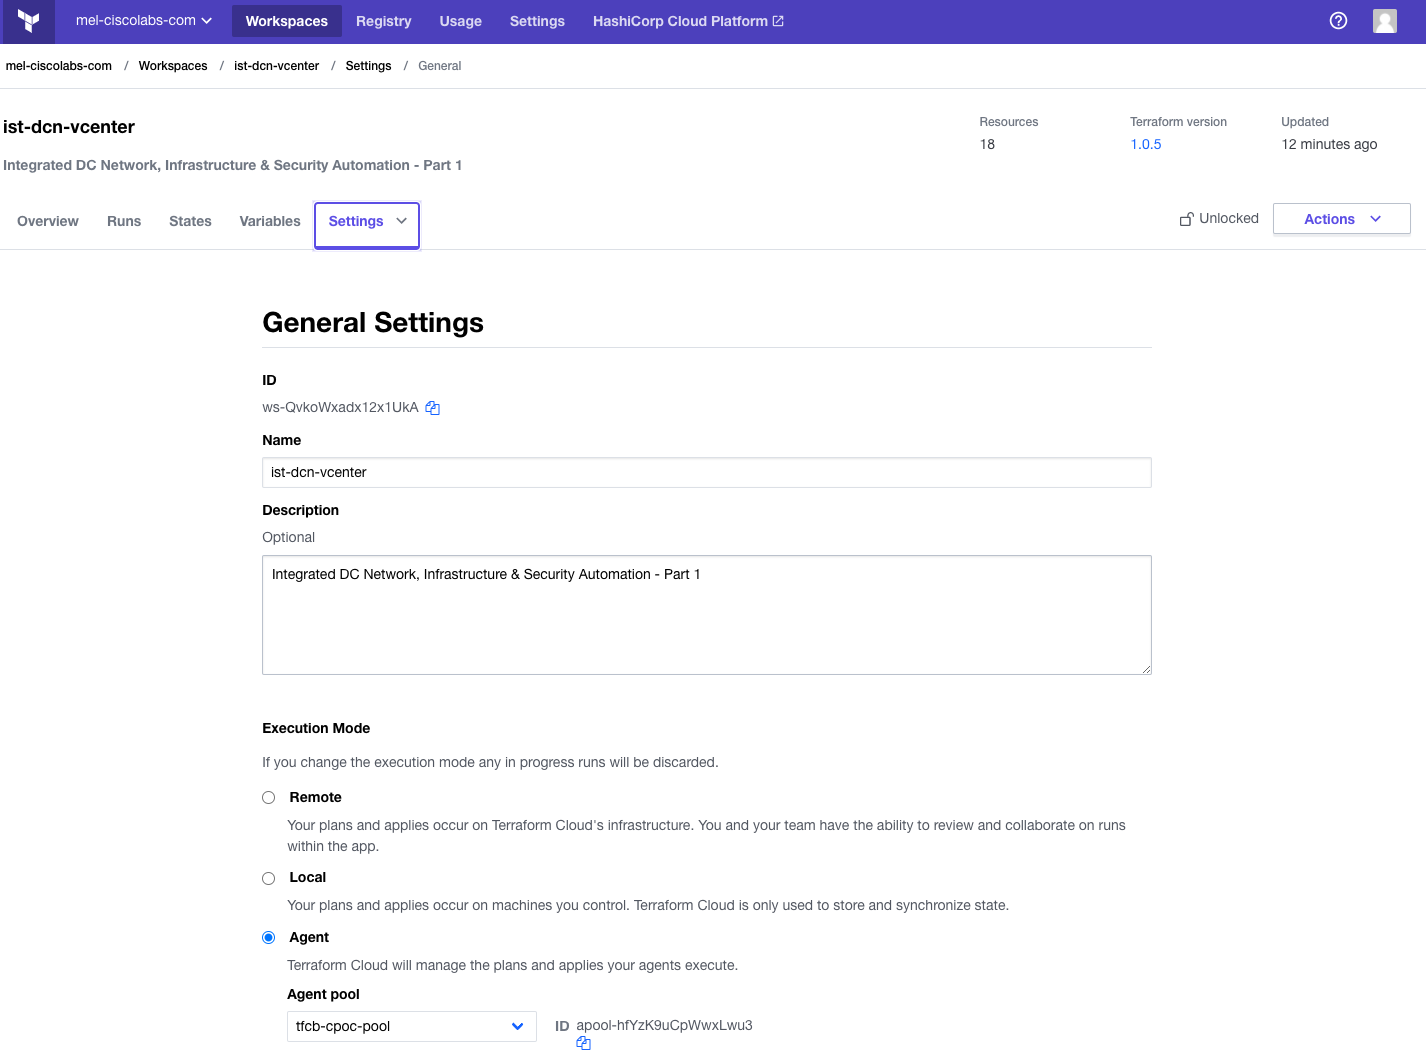 mel-ciscolabs-com Workspaces Registry Usage Settings HashiCorp Cloud Platform
mel-ciscolabs-com / Workspaces / ist-dcn-vcenter / Settings / General
ist-dcn-vcenter
Resources Terraform version Updated
18 1.0.5 12 minutes ago
Integrated DC Network, Infrastructure & Security Automation - Part 1
Overview Runs States Variables Settings Unlocked Actions
General Settings
ID
ws-QvkoWxadx12x1UkA
Name
ist-dcn-vcenter
Description
Optional
Integrated DC Network, Infrastructure & Security Automation - Part 1
Execution Mode
If you change the execution mode any in progress runs will be discarded.
Remote
Your plans and applies occur on Terraform Cloud's infrastructure. You and your team have the ability to review and collaborate on runs
within the app.
Local
Your plans and applies occur on machines you control. Terraform Cloud is only used to store and synchronize state.
Agent
Terraform Cloud will manage the plans and applies your agents execute.
Agent pool
tfcb-cpoc-pool ID apool-hfYzK9uCpWwxLwu3